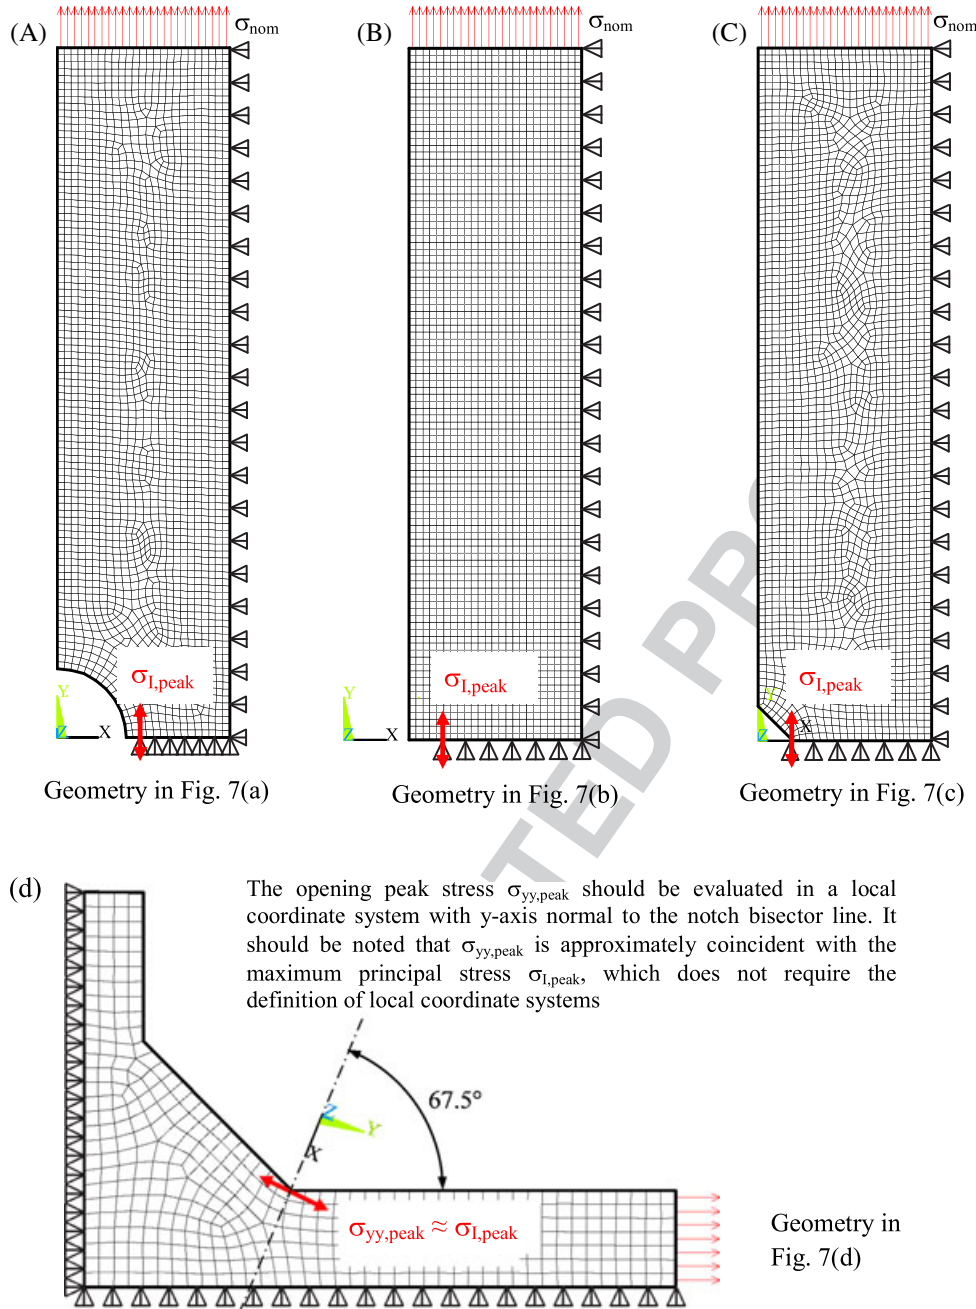 (A)
σnom
(B)
σnom
(C)
σI,peak
Y
Z
X
σI,peak
Y
Z
X
σI,peak
Y
Z
X
Geometry in Fig. 7(a)
Geometry in Fig. 7(b)
Geometry in Fig. 7(c)
TED PRO
(d)
The opening peak stress σyy,peak should be evaluated in a local
coordinate system with y-axis normal to the notch bisector line. It
should be noted that σyy,peak is approximately coincident with the
maximum principal stress σI,peak, which does not require the
definition of local coordinate systems
67.5°
Z
Y
X
σyy,peak ≈ σI,peak
Geometry in
Fig. 7(d)